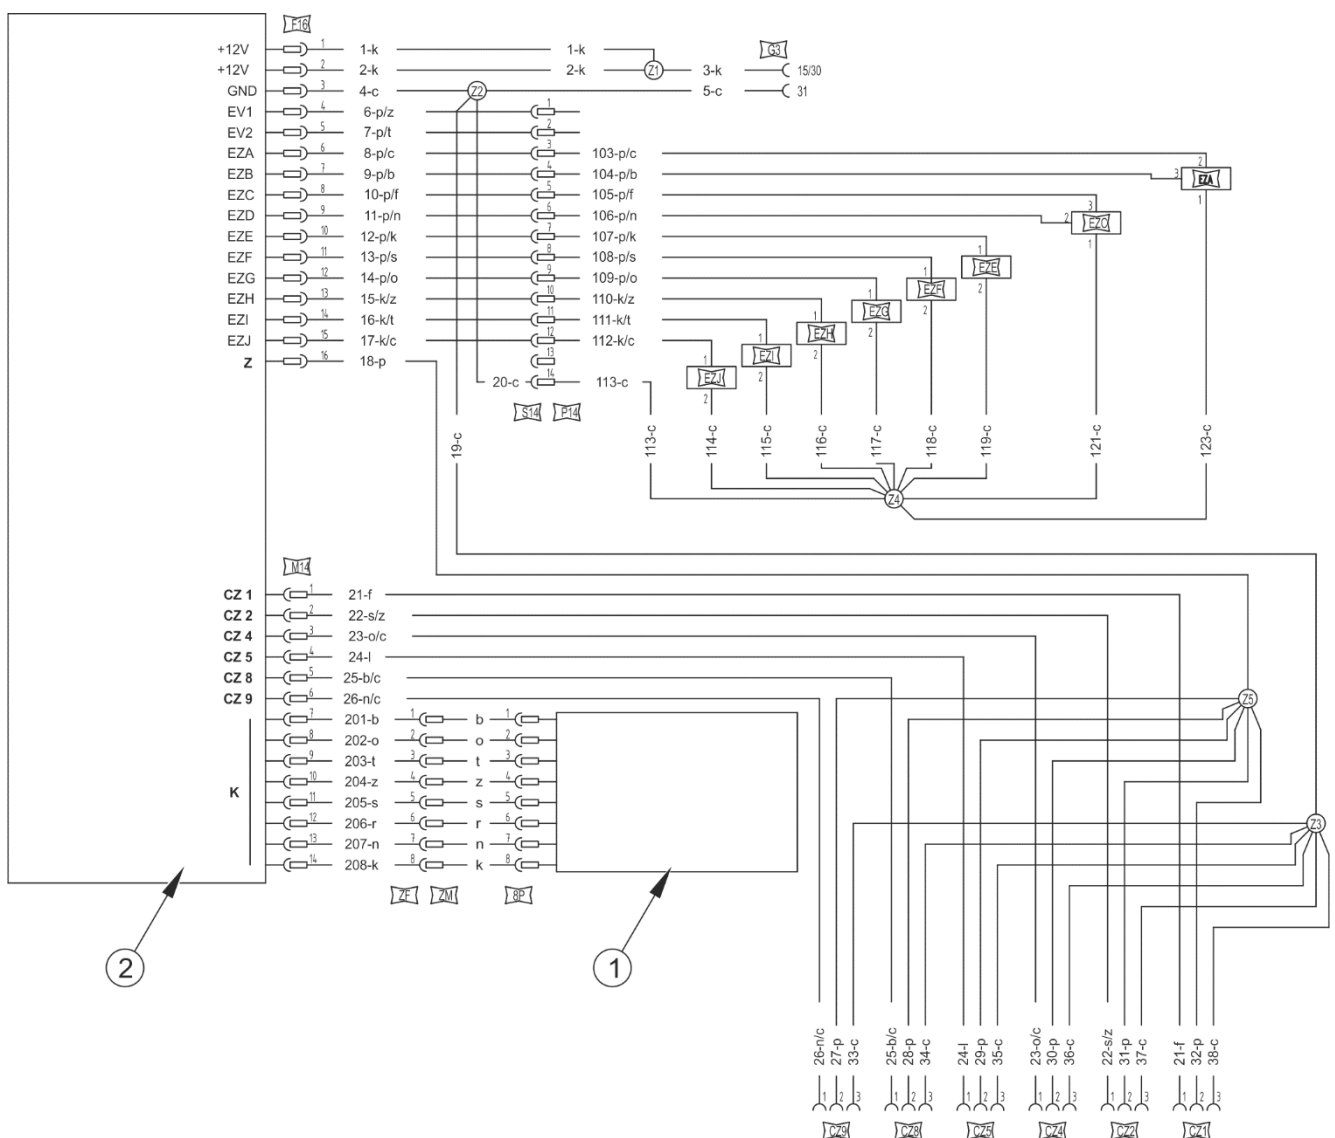 F16
+12V 1 1-k 1-k G3
+12V 2 2-k 2-k Z1 3-k 15/30
GND 3 4-c Z2 5-c 31
EV1 4 6-p/z 1
EV2 5 7-p/t 2
EZA 6 8-p/c 3 103-p/c 2
EZB 7 9-p/b 4 104-p/b 3 EZA
EZC 8 10-p/f 5 105-p/f 3 1
EZD 9 11-p/n 6 106-p/n 2 EZC
EZE 10 12-p/k 7 107-p/k 1 1
EZF 11 13-p/s 8 108-p/s 1 EZE
EZG 12 14-p/o 9 109-p/o 1 EZF 2
EZH 13 15-k/z 10 110-k/z 1 EZG 2
EZI 14 16-k/t 11 111-k/t 1 EZH 2
EZJ 15 17-k/c 12 112-k/c 1 EZI 2
Z 16 18-p 13 1 2
20-c 14 113-c EZJ 2
S14 P14 2
19-c 113-c 114-c 115-c 116-c 117-c 118-c 119-c 121-c 123-c
Z4
M14
CZ 1 1 21-f
CZ 2 2 22-s/z
CZ 4 3 23-o/c
CZ 5 4 24-l
CZ 8 5 25-b/c
CZ 9 6 26-n/c Z5
7 201-b 1 b 1
8 202-o 2 o 2
9 203-t 3 t 3
K 10 204-z 4 z 4
11 205-s 5 s 5
12 206-r 6 r 6 Z3
13 207-n 7 n 7
14 208-k 8 k 8
ZF ZM 8P
2 1
26-n/c 27-p 33-c 25-b/c 28-p 34-c 24-l 29-p 35-c 23-o/c 30-p 36-c 22-s/z 31-p 37-c 21-f 32-p 38-c
1 2 3 1 2 3 1 2 3 1 2 3 1 2 3 1 2 3
CZ9 CZ8 CZ5 CZ4 CZ2 CZ1